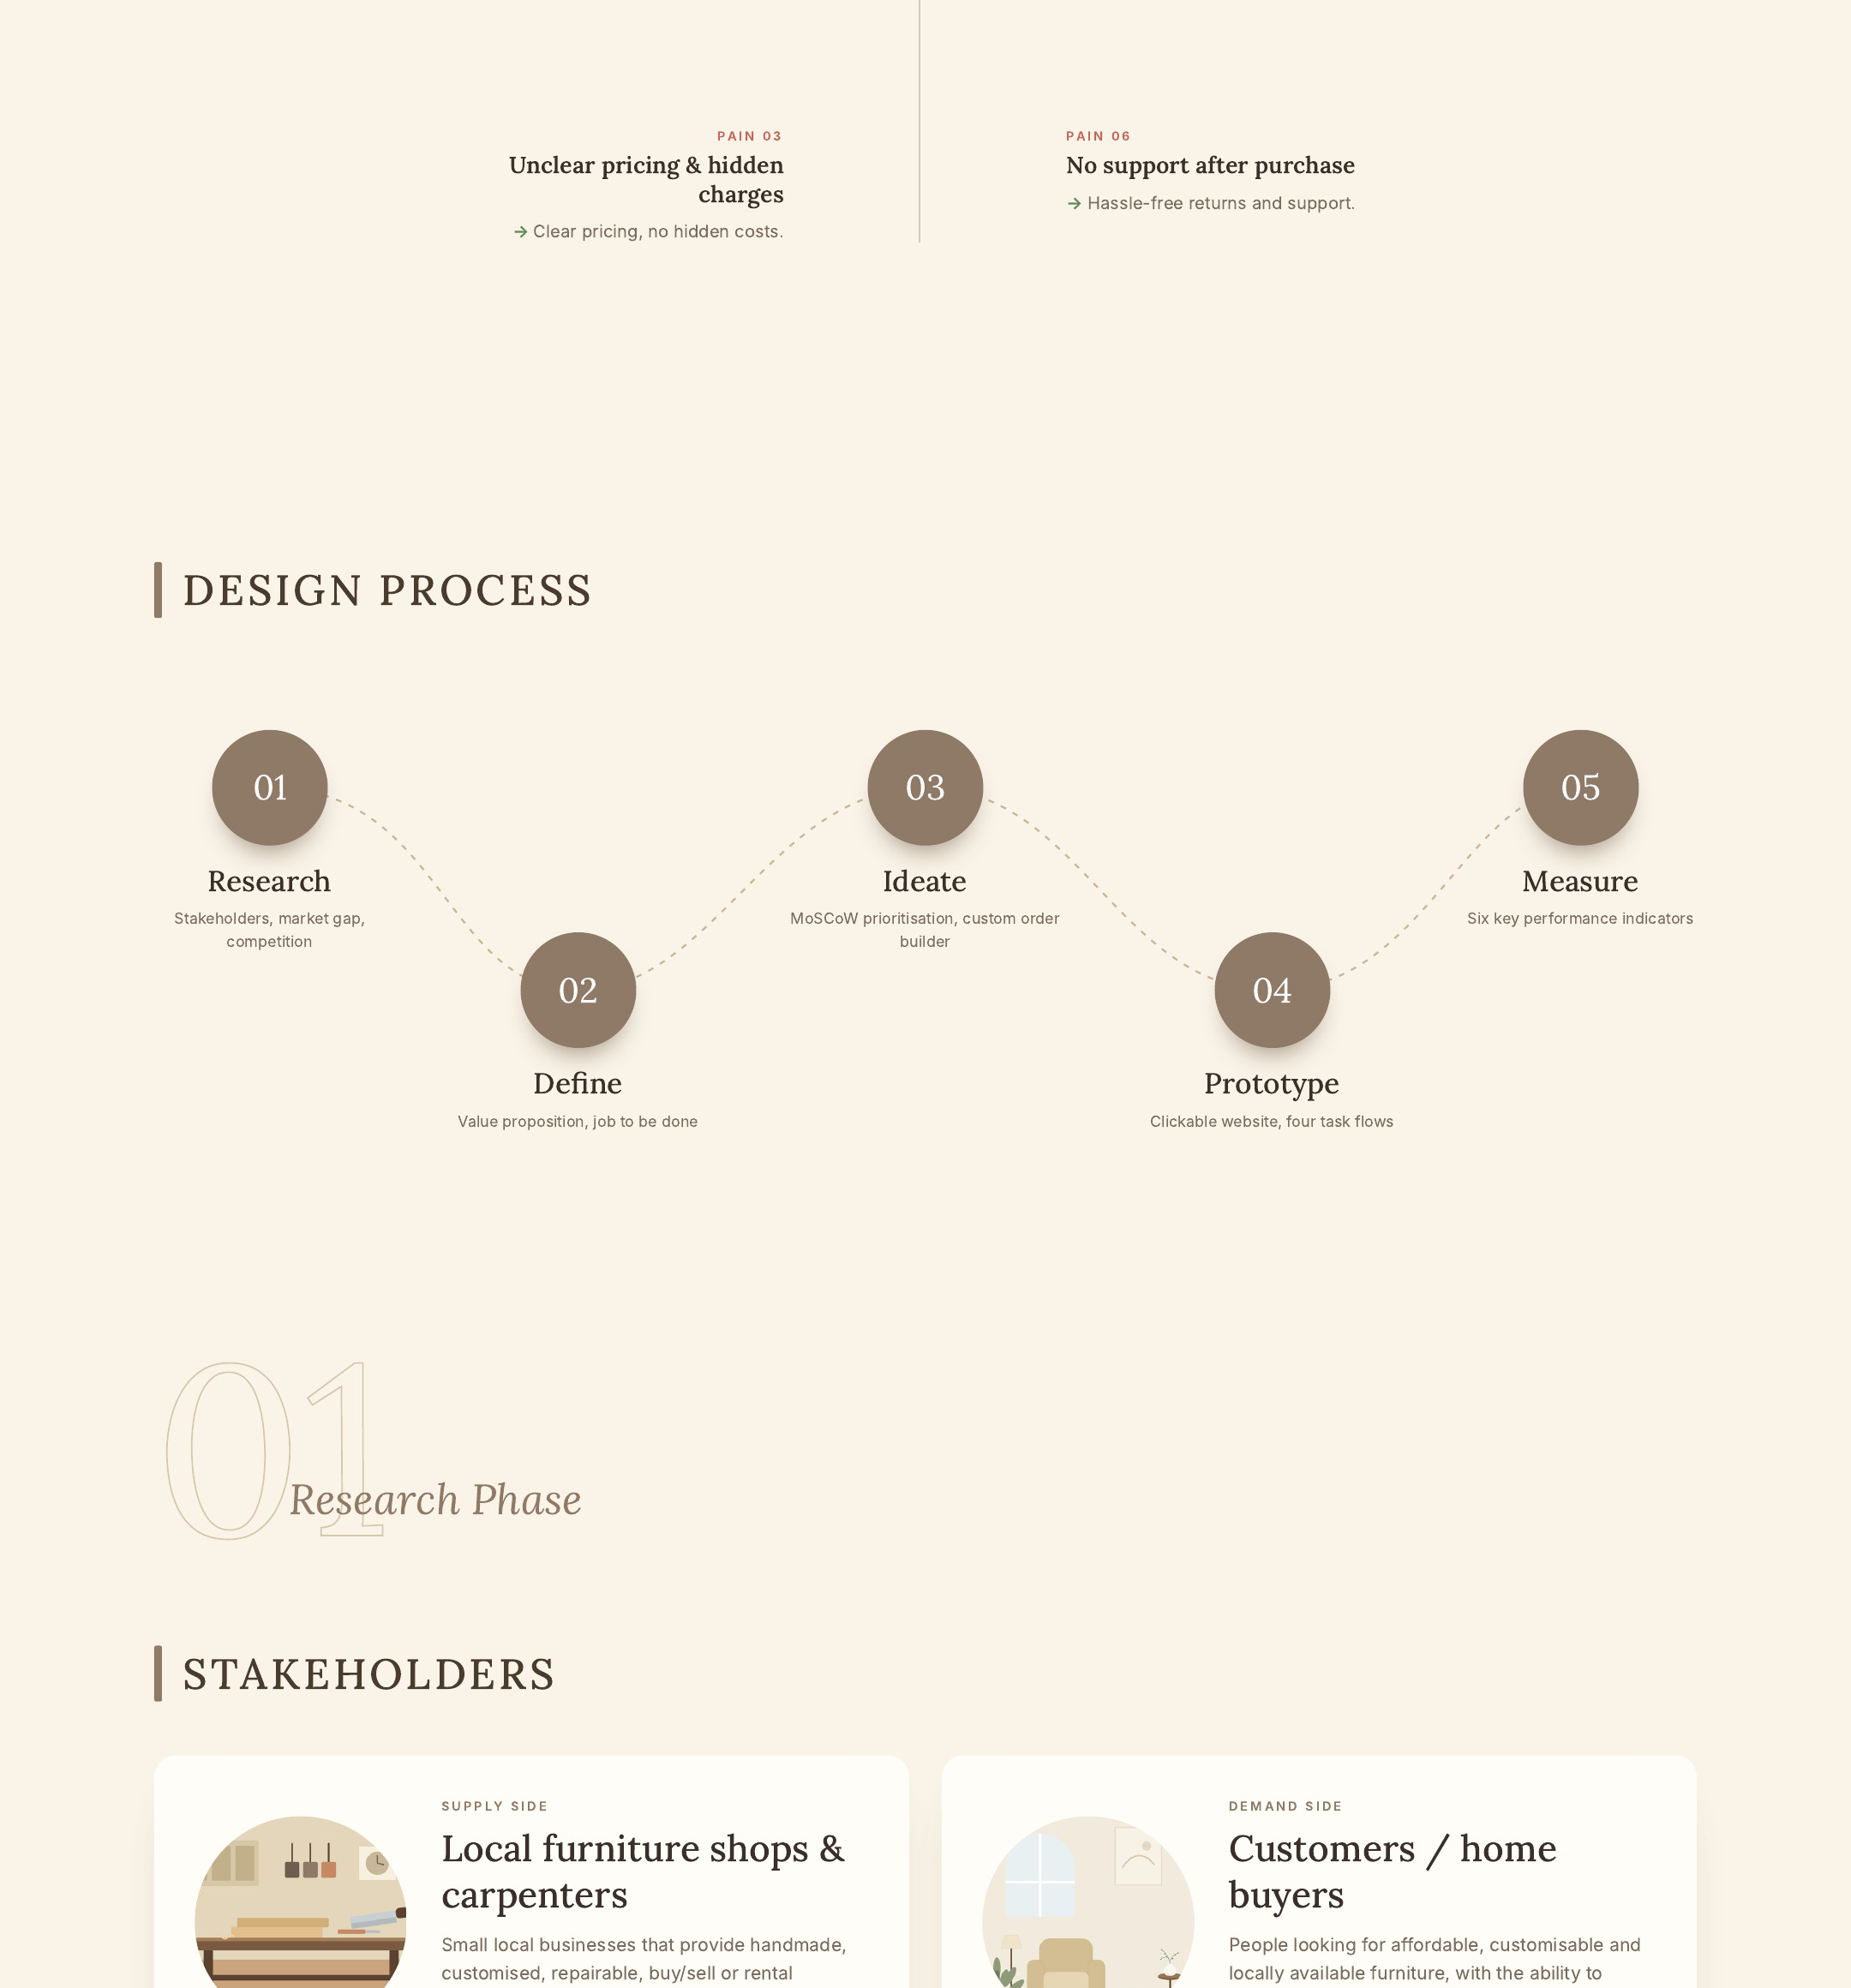 PAIN 03
Unclear pricing & hidden
charges
→ Clear pricing, no hidden costs.
PAIN 06
No support after purchase
→ Hassle-free returns and support.
DESIGN PROCESS
01
Research
Stakeholders, market gap,
competition
02
Define
Value proposition, job to be done
03
Ideate
MoSCoW prioritisation, custom order
builder
04
Prototype
Clickable website, four task flows
05
Measure
Six key performance indicators
01
Research Phase
STAKEHOLDERS
SUPPLY SIDE
Local furniture shops &
carpenters
Small local businesses that provide handmade,
customised, repairable, buy/sell or rental
DEMAND SIDE
Customers / home
buyers
People looking for affordable, customisable and
locally available furniture, with the ability to